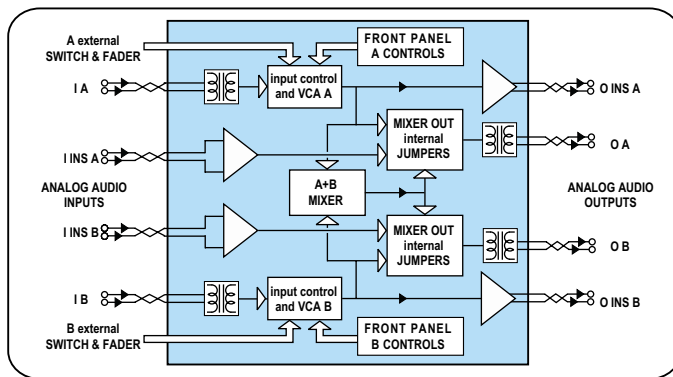 A external
SWITCH & FADER
FRONT PANEL
A CONTROLS
I A
input control
and VCA A
O INS A
MIXER OUT
internal
JUMPERS
O A
I INS A
ANALOG AUDIO
INPUTS
A+B
MIXER
ANALOG AUDIO
OUTPUTS
I INS B
MIXER OUT
internal
JUMPERS
O B
I B
input control
and VCA B
O INS B
B external
SWITCH & FADER
FRONT PANEL
B CONTROLS